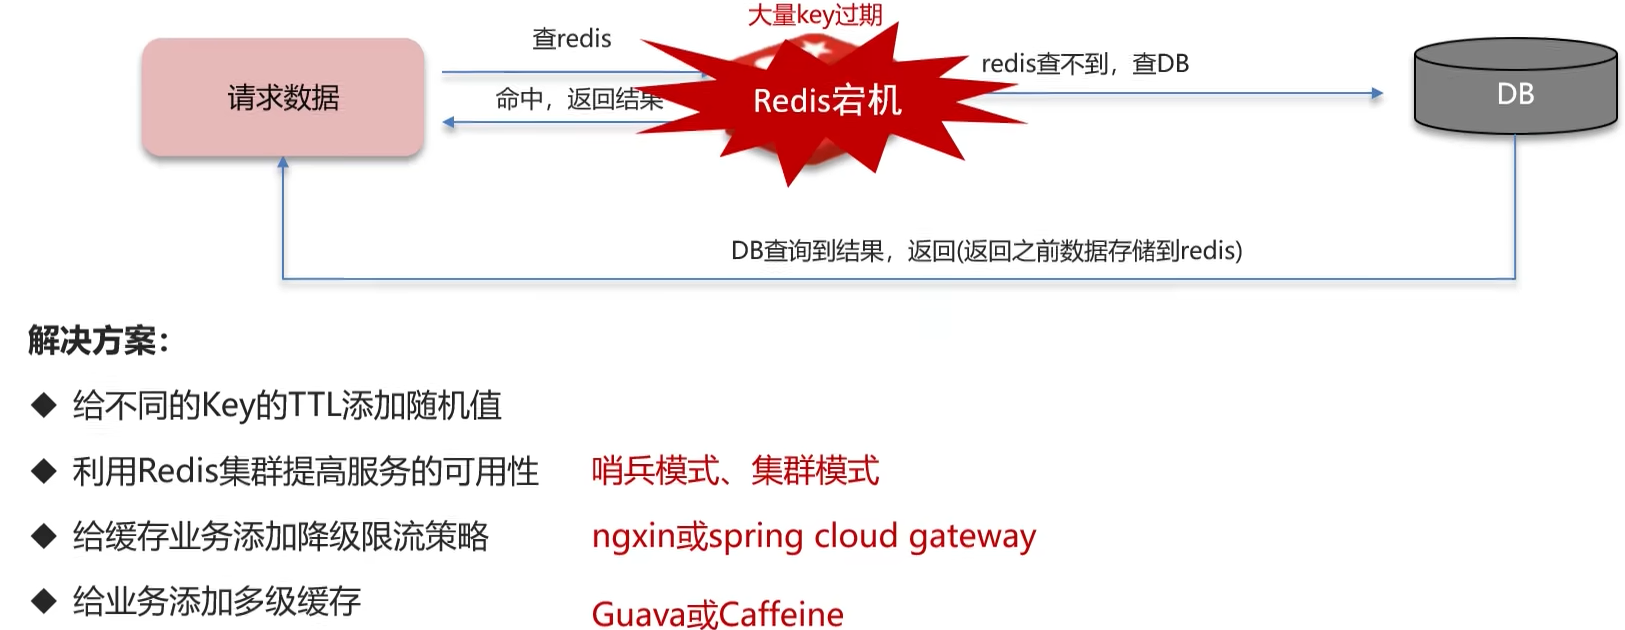 大量key过期
查redis
请求数据
命中，返回结果
Redis宕机
redis查不到，查DB
DB
DB查询到结果，返回(返回之前数据存储到redis)
解决方案：
◆ 给不同的Key的TTL添加随机值
◆ 利用Redis集群提高服务的可用性 哨兵模式、集群模式
◆ 给缓存业务添加降级限流策略 ngxin或spring cloud gateway
◆ 给业务添加多级缓存 Guava或Caffeine